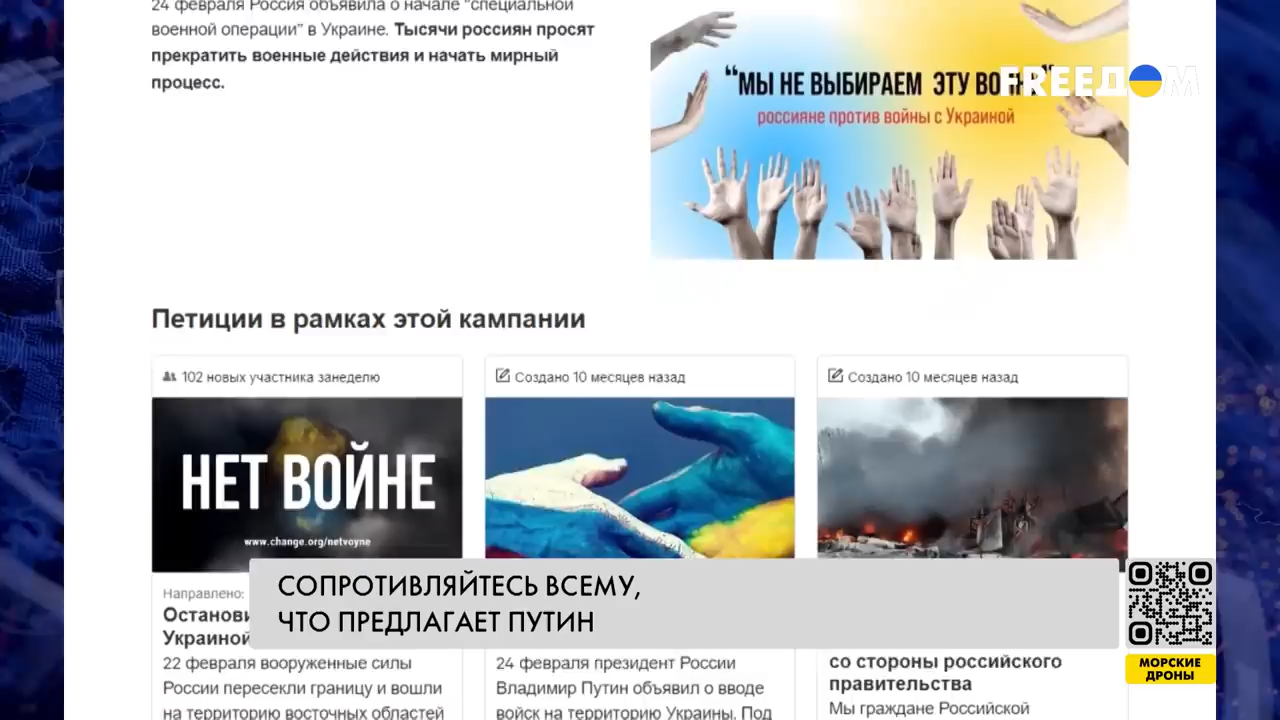 24 февраля Россия объявила о начале "специальной
военной операции" в Украине. Тысячи россиян просят
прекратить военные действия и начать мирный
процесс.
"МЫ НЕ ВЫБИРАЕМ ЭТУ ВОЙНУ"
россияне против войны с Украиной
FREEДОМ
Петиции в рамках этой кампании
102 новых участника занеделю
НЕТ ВОЙНЕ
www.change.org/netvoyne
Направлено:
Останови
Украиной
22 февраля вооруженные силы
России пересекли границу и вошли
на территорию восточных областей
Создано 10 месяцев назад
24 февраля президент России
Владимир Путин объявил о вводе
войск на территорию Украины. Под
Создано 10 месяцев назад
со стороны российского
правительства
Мы граждане Российской
СОПРОТИВЛЯЙТЕСЬ ВСЕМУ,
ЧТО ПРЕДЛАГАЕТ ПУТИН
МОРСКИЕ
ДРОНЫ